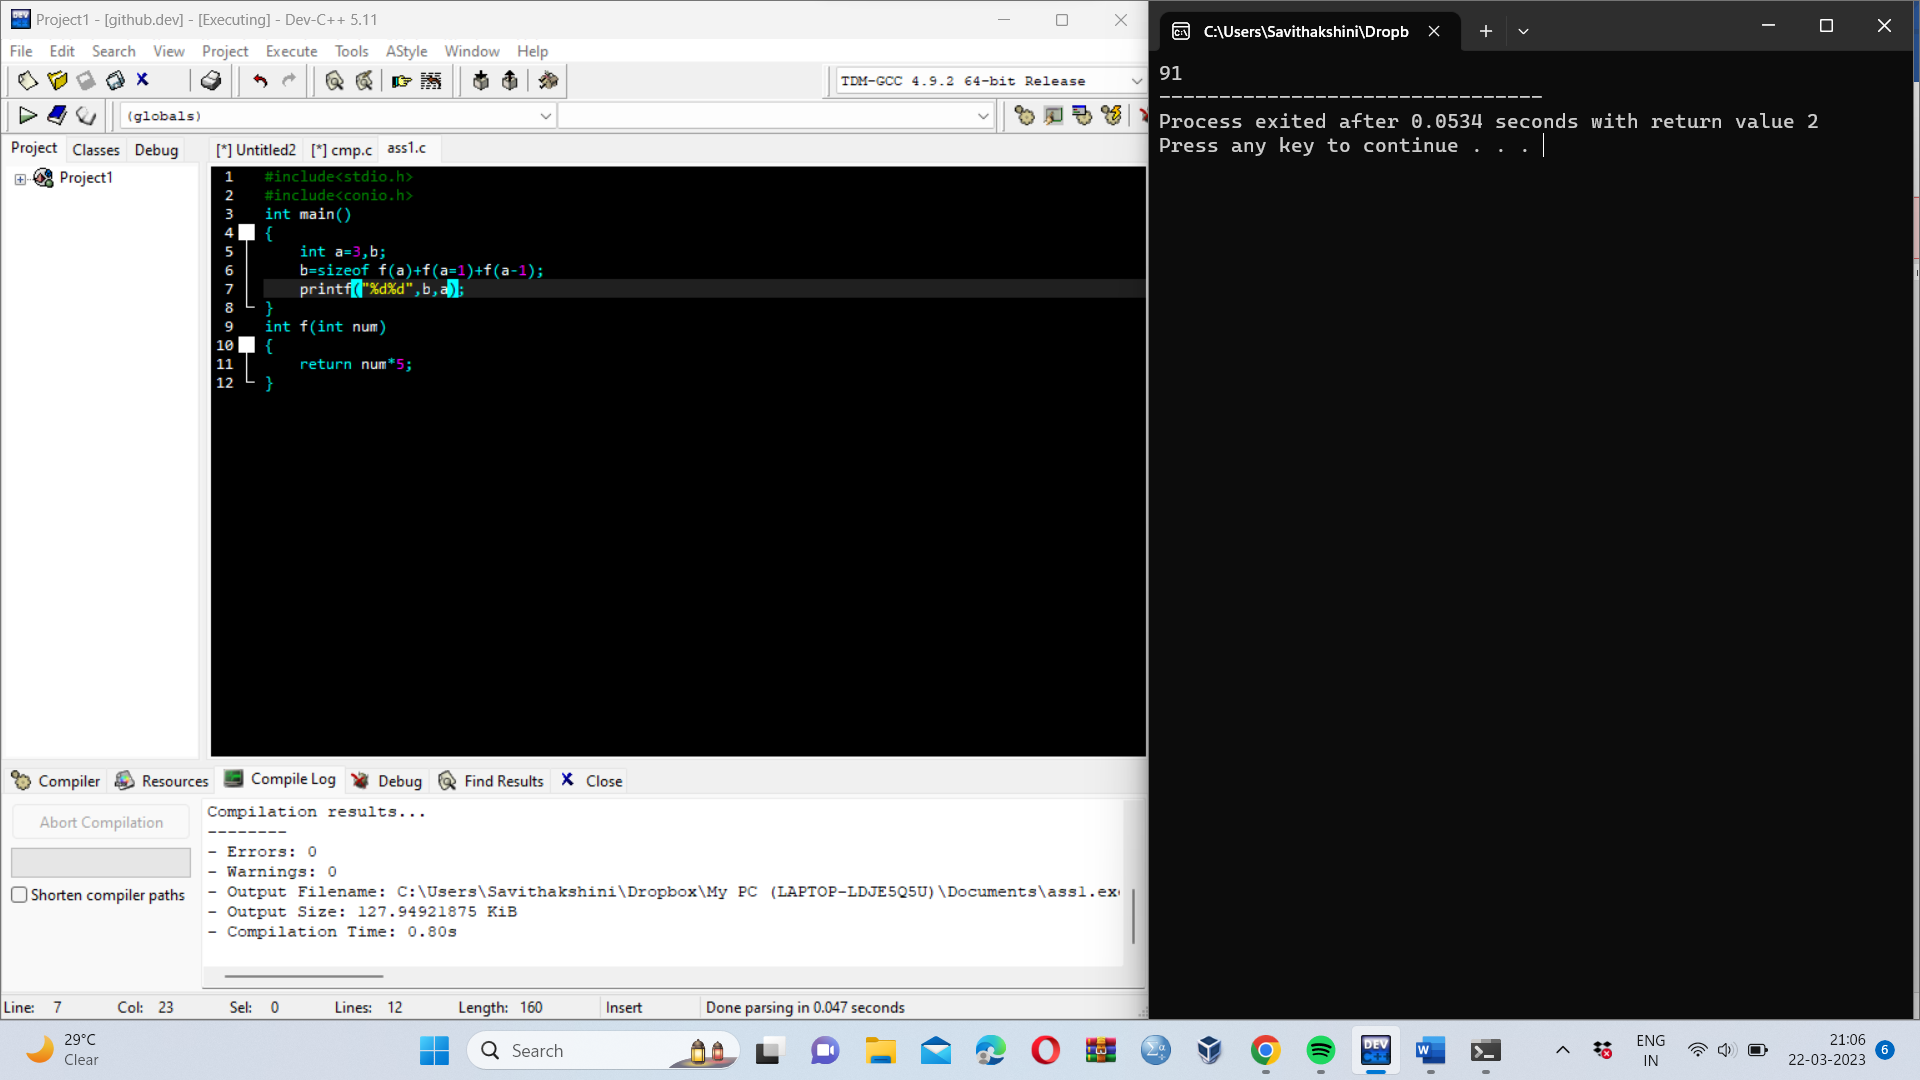 Project1 - [github.dev] - [Executing] - Dev-C++ 5.11
File Edit Search View Project Execute Tools AStyle Window Help
TDM-GCC 4.9.2 64-bit Release
(globals)
Project Classes Debug
[*] Untitled2 [*] cmp.c ass1.c
Project1
1 #include<stdio.h>
2 #include<conio.h>
3 int main()
4 {
5 int a=3,b;
6 b=sizeof f(a)+f(a=1)+f(a-1);
7 printf("%d%d",b,a);
8 }
9 int f(int num)
10 {
11 return num*5;
12 }
Compiler Resources Compile Log Debug Find Results Close
Abort Compilation
Shorten compiler paths
Compilation results...
--------
- Errors: 0
- Warnings: 0
- Output Filename: C:\Users\Savithakshini\Dropbox\My PC (LAPTOP-LDJE5Q5U)\Documents\ass1.exe
- Output Size: 127.94921875 KiB
- Compilation Time: 0.80s
Line: 7 Col: 23 Sel: 0 Lines: 12 Length: 160 Insert Done parsing in 0.047 seconds
C:\Users\Savithakshini\Dropb
91
--------------------------------
Process exited after 0.0534 seconds with return value 2
Press any key to continue . . .
29°C
Clear
Search
DEV
C++
ENG
IN
21:06
22-03-2023
6